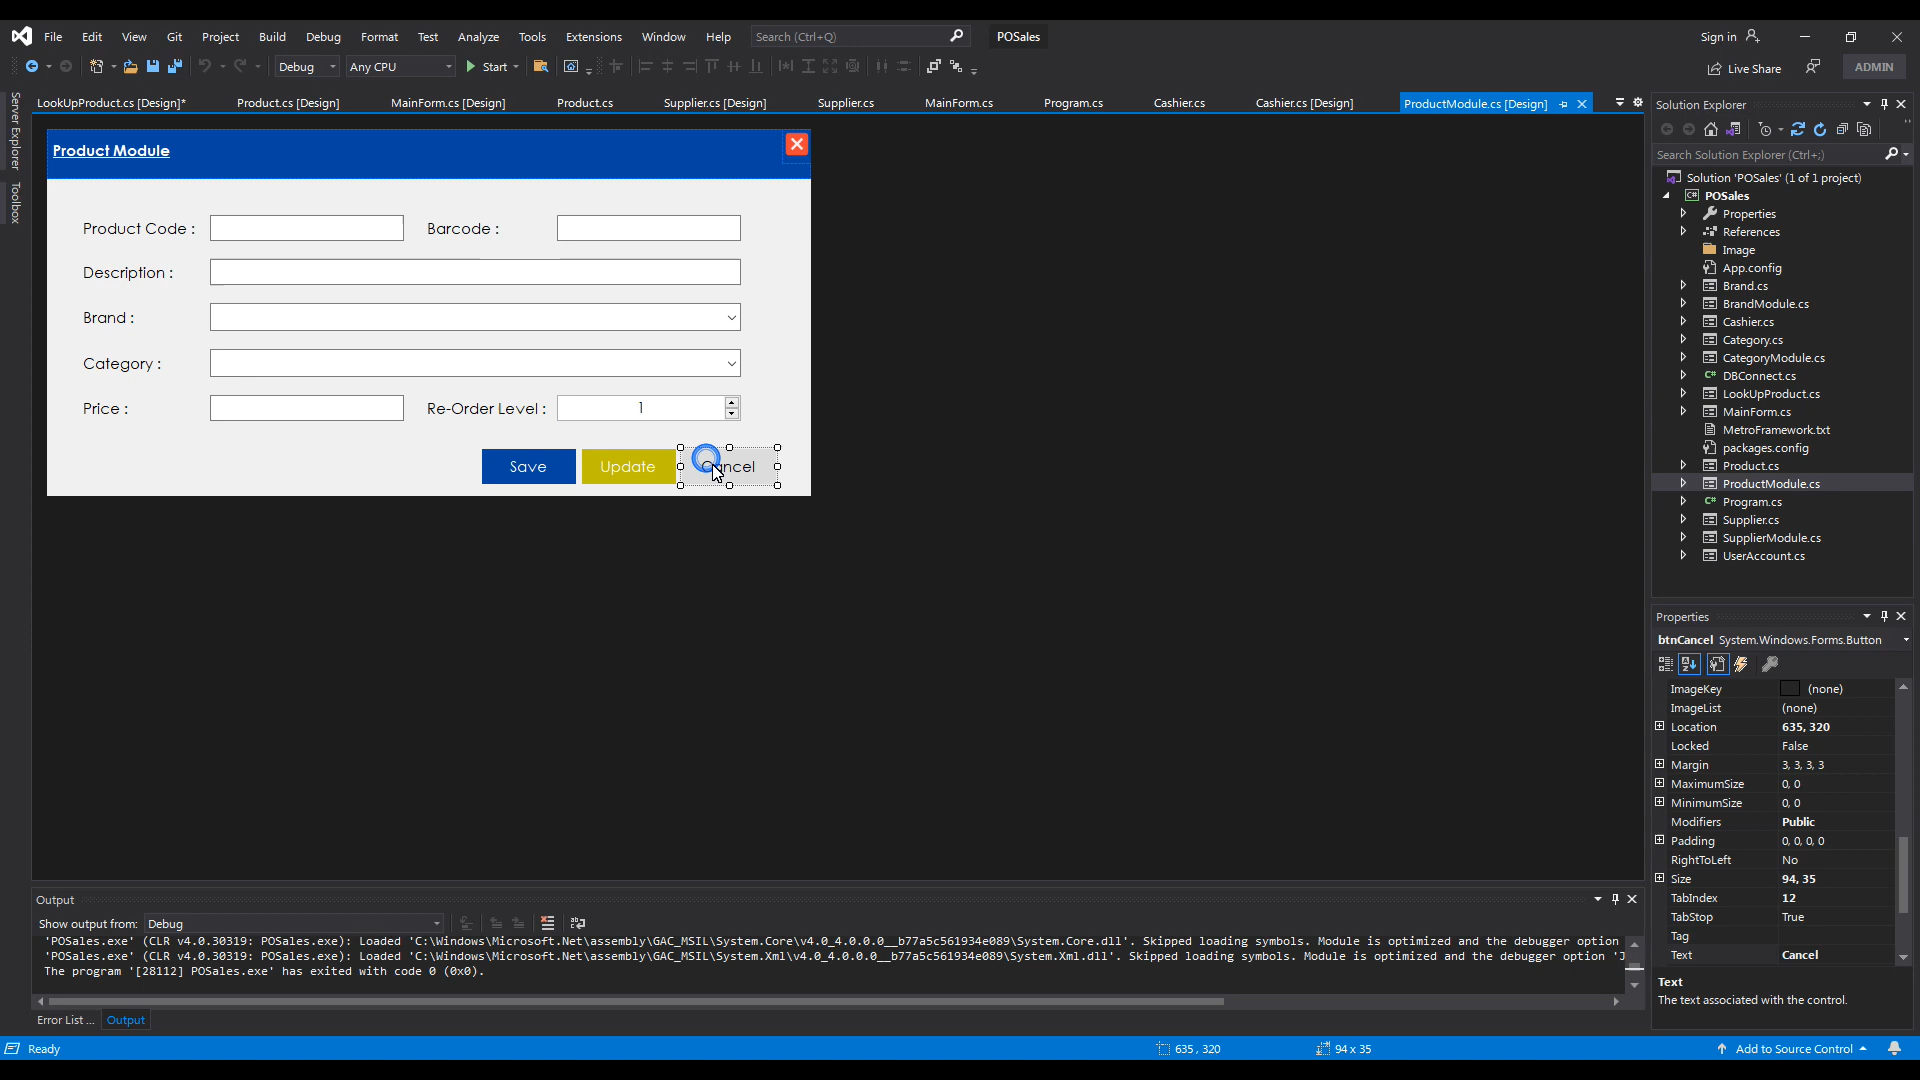 File Edit View Git Project Build Debug Format Test Analyze Tools Extensions Window Help Search (Ctrl+Q) POSales Sign in
Debug Any CPU Start Live Share ADMIN
LookUpProduct.cs [Design]* Product.cs [Design] MainForm.cs [Design] Product.cs Supplier.cs [Design] Supplier.cs MainForm.cs Program.cs Cashier.cs Cashier.cs [Design] ProductModule.cs [Design]
Server Explorer
Toolbox
Product Module
Product Code : Barcode :
Description :
Brand :
Category :
Price : Re-Order Level : 1
Save Update Cancel
Solution Explorer
Search Solution Explorer (Ctrl+;)
Solution 'POSales' (1 of 1 project)
C# POSales
Properties
References
Image
App.config
Brand.cs
BrandModule.cs
Cashier.cs
Category.cs
CategoryModule.cs
C# DBConnect.cs
LookUpProduct.cs
MainForm.cs
MetroFramework.txt
packages.config
Product.cs
ProductModule.cs
C# Program.cs
Supplier.cs
SupplierModule.cs
UserAccount.cs
Properties
btnCancel System.Windows.Forms.Button
ImageKey (none)
ImageList (none)
Location 635, 320
Locked False
Margin 3, 3, 3, 3
MaximumSize 0, 0
MinimumSize 0, 0
Modifiers Public
Padding 0, 0, 0, 0
RightToLeft No
Size 94, 35
TabIndex 12
TabStop True
Tag
Text Cancel
Text
The text associated with the control.
Output
Show output from: Debug
'POSales.exe' (CLR v4.0.30319: POSales.exe): Loaded 'C:\Windows\Microsoft.Net\assembly\GAC_MSIL\System.Core\v4.0_4.0.0.0__b77a5c561934e089\System.Core.dll'. Skipped loading symbols. Module is optimized and the debugger option
'POSales.exe' (CLR v4.0.30319: POSales.exe): Loaded 'C:\Windows\Microsoft.Net\assembly\GAC_MSIL\System.Xml\v4.0_4.0.0.0__b77a5c561934e089\System.Xml.dll'. Skipped loading symbols. Module is optimized and the debugger option 'J
The program '[28112] POSales.exe' has exited with code 0 (0x0).
Error List ... Output
Ready 635 , 320 94 x 35 Add to Source Control